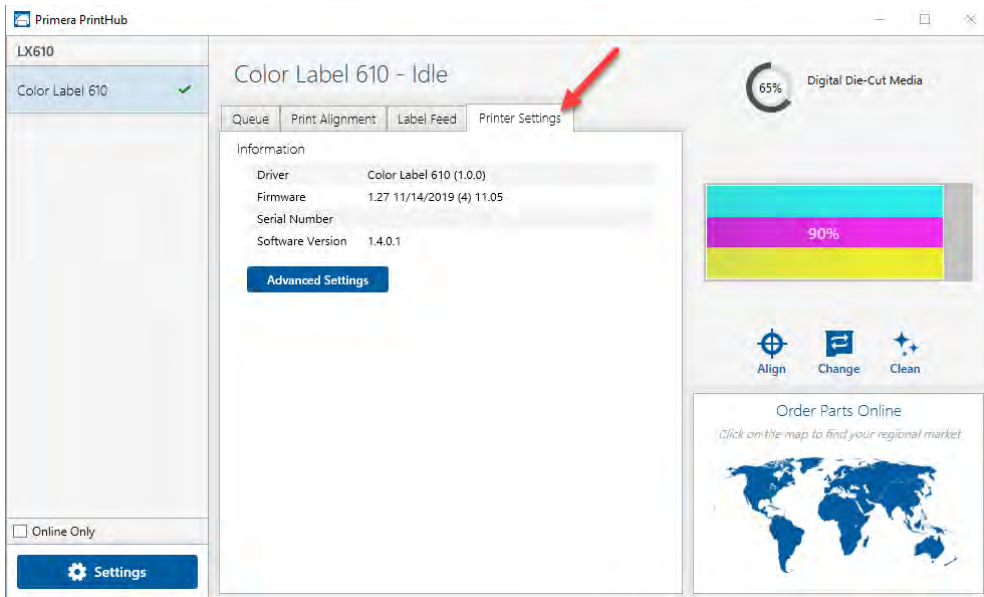 Primera PrintHub
LX610
Color Label 610
Online Only
Settings
Color Label 610 - Idle
Queue Print Alignment Label Feed Printer Settings
Information
Driver Color Label 610 (1.0.0)
Firmware 1.27 11/14/2019 (4) 11.05
Serial Number
Software Version 1.4.0.1
Advanced Settings
65% Digital Die-Cut Media
90%
Align Change Clean
Order Parts Online
Click on the map to find your regional market